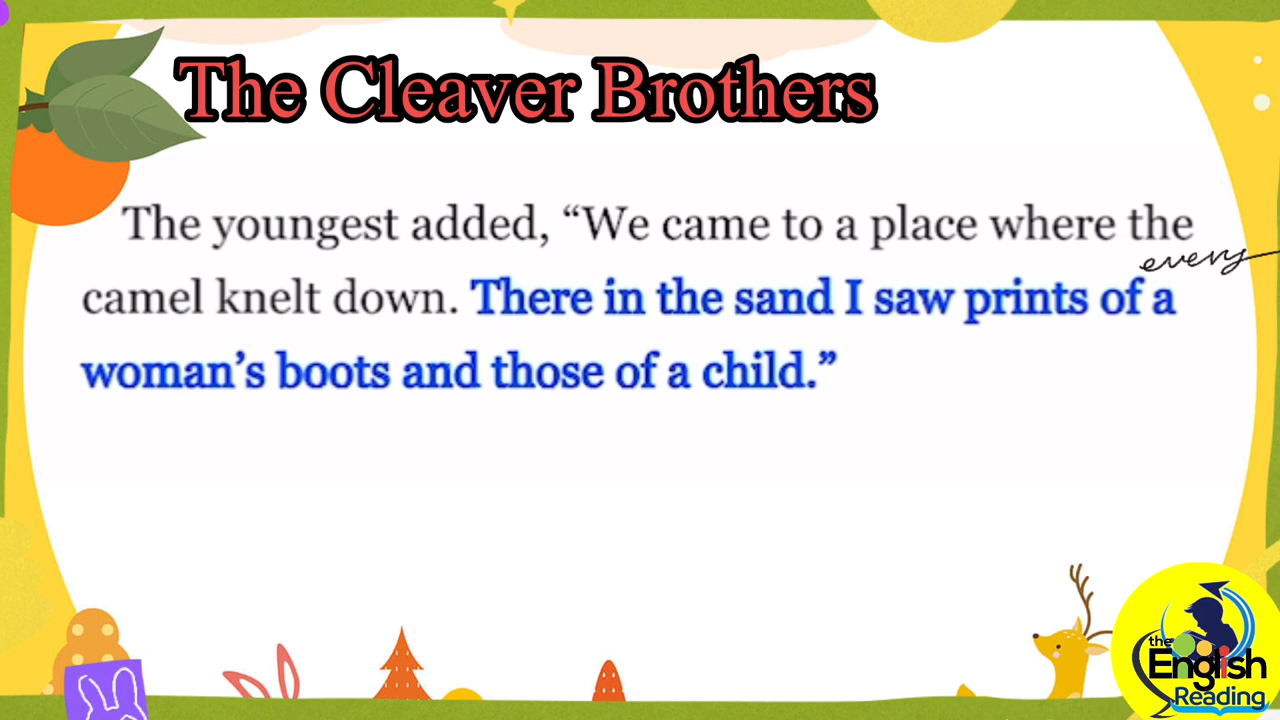 The Cleaver Brothers
The youngest added, “We came to a place where the
every
camel knelt down. There in the sand I saw prints of a
woman’s boots and those of a child.”
the
English
Reading